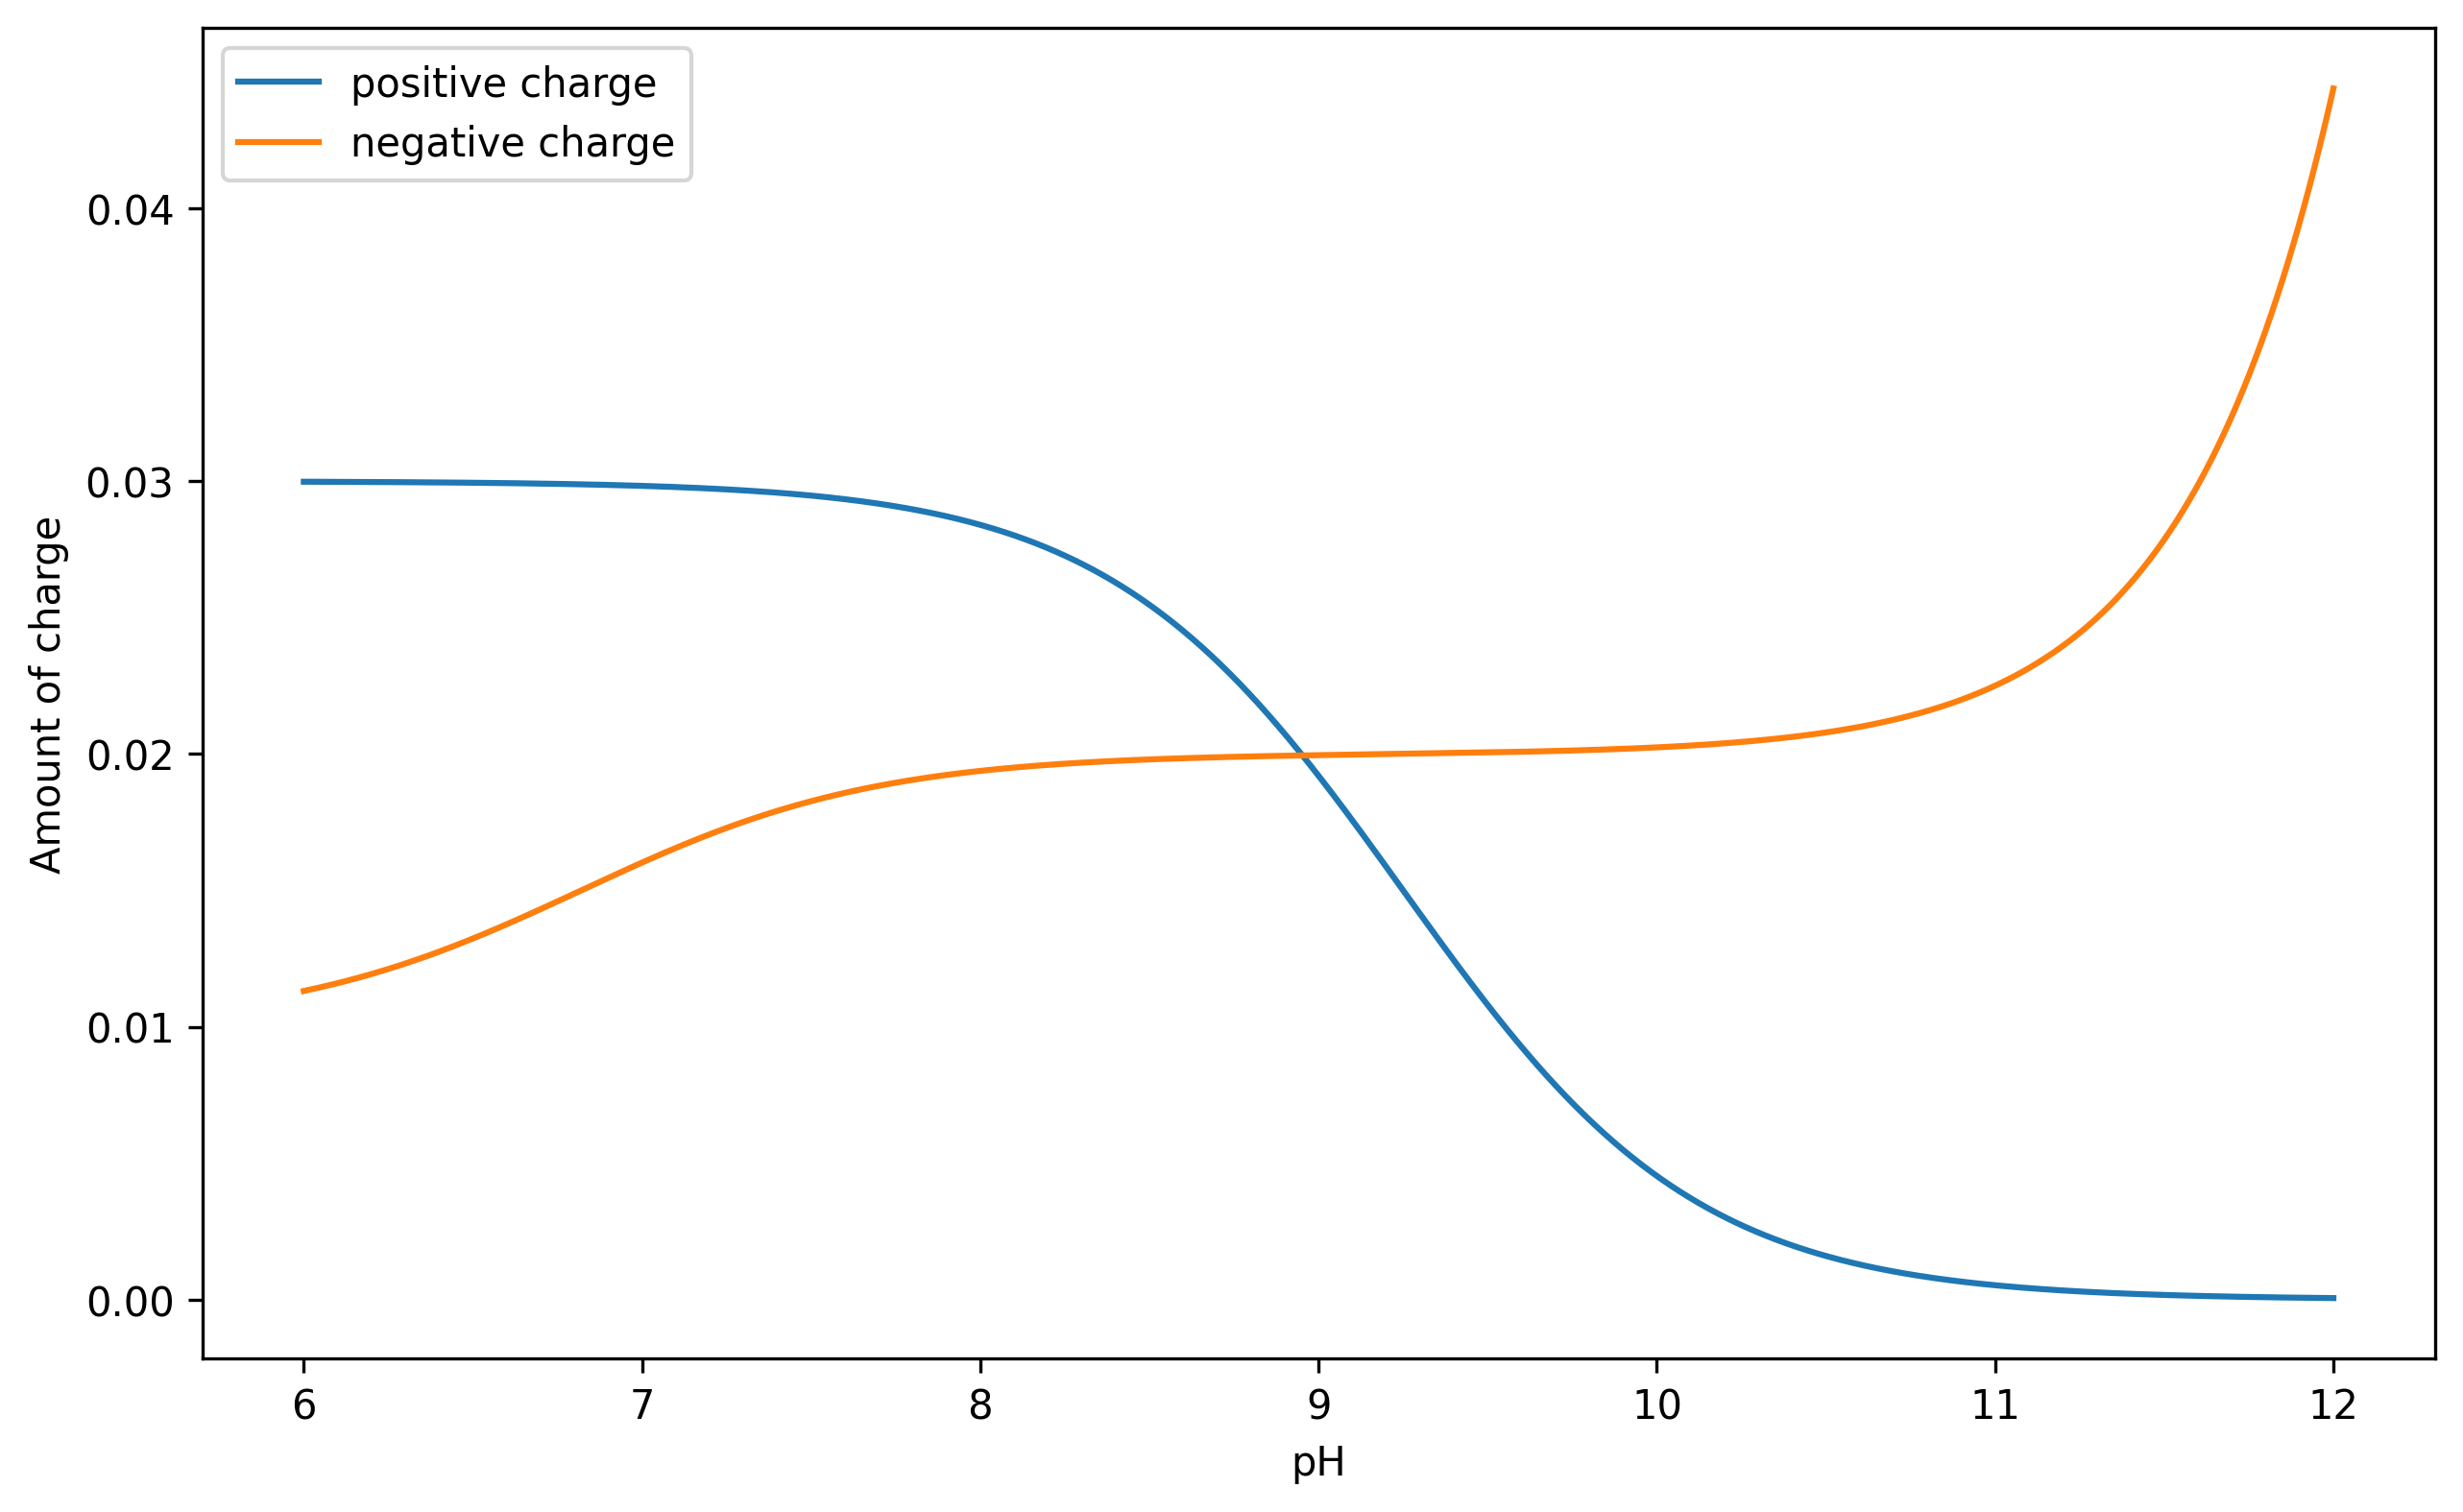 positive charge
negative charge
0.04
0.03
0.02
0.01
0.00
Amount of charge
6 7 8 9 10 11 12
pH